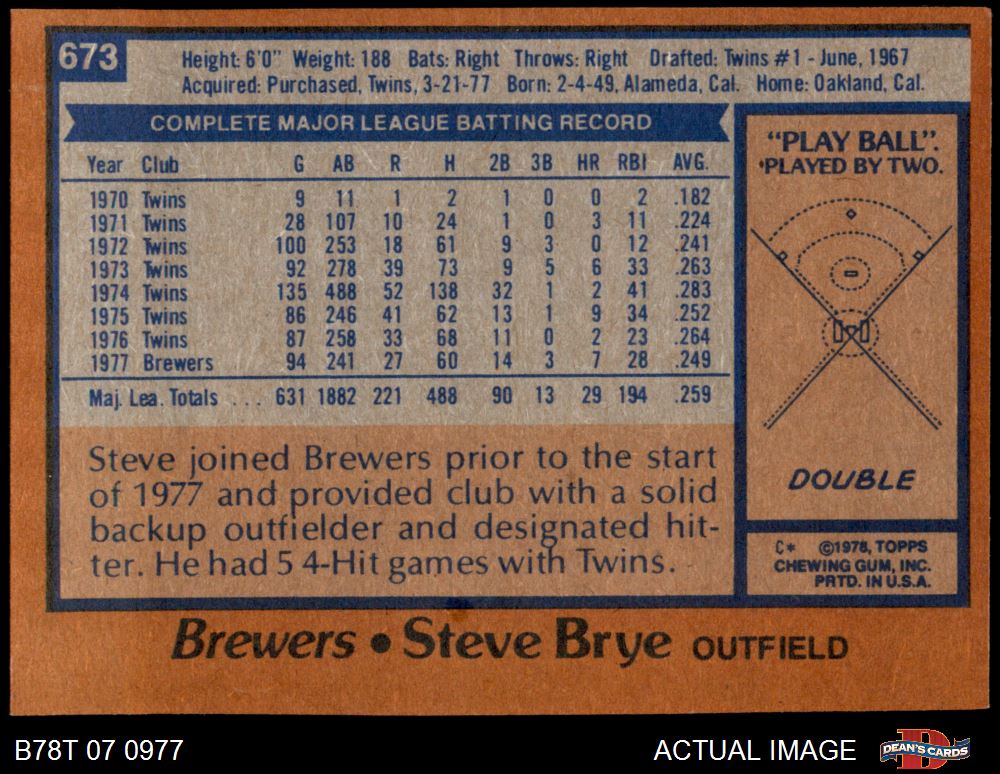 673
Height: 6'0" Weight: 188 Bats: Right Throws: Right Drafted: Twins #1 - June, 1967
Acquired: Purchased, Twins, 3-21-77 Born: 2-4-49, Alameda, Cal. Home: Oakland, Cal.
COMPLETE MAJOR LEAGUE BATTING RECORD
Year Club G AB R H 2B 3B HR RBI AVG.
1970 Twins 9 11 1 2 1 0 0 2 .182
1971 Twins 28 107 10 24 1 0 3 11 .224
1972 Twins 100 253 18 61 9 3 0 12 .241
1973 Twins 92 278 39 73 9 5 6 33 .263
1974 Twins 135 488 52 138 32 1 2 41 .283
1975 Twins 86 246 41 62 13 1 9 34 .252
1976 Twins 87 258 33 68 11 0 2 23 .264
1977 Brewers 94 241 27 60 14 3 7 28 .249
Maj. Lea. Totals . . . 631 1882 221 488 90 13 29 194 .259
Steve joined Brewers prior to the start
of 1977 and provided club with a solid
backup outfielder and designated hit-
ter. He had 5 4-Hit games with Twins.
"PLAY BALL".
PLAYED BY TWO.
DOUBLE
C* ©1978, TOPPS
CHEWING GUM, INC.
PRTD. IN U.S.A.
Brewers • Steve Brye OUTFIELD
B78T 07 0977
ACTUAL IMAGE
DEAN'S CARDS